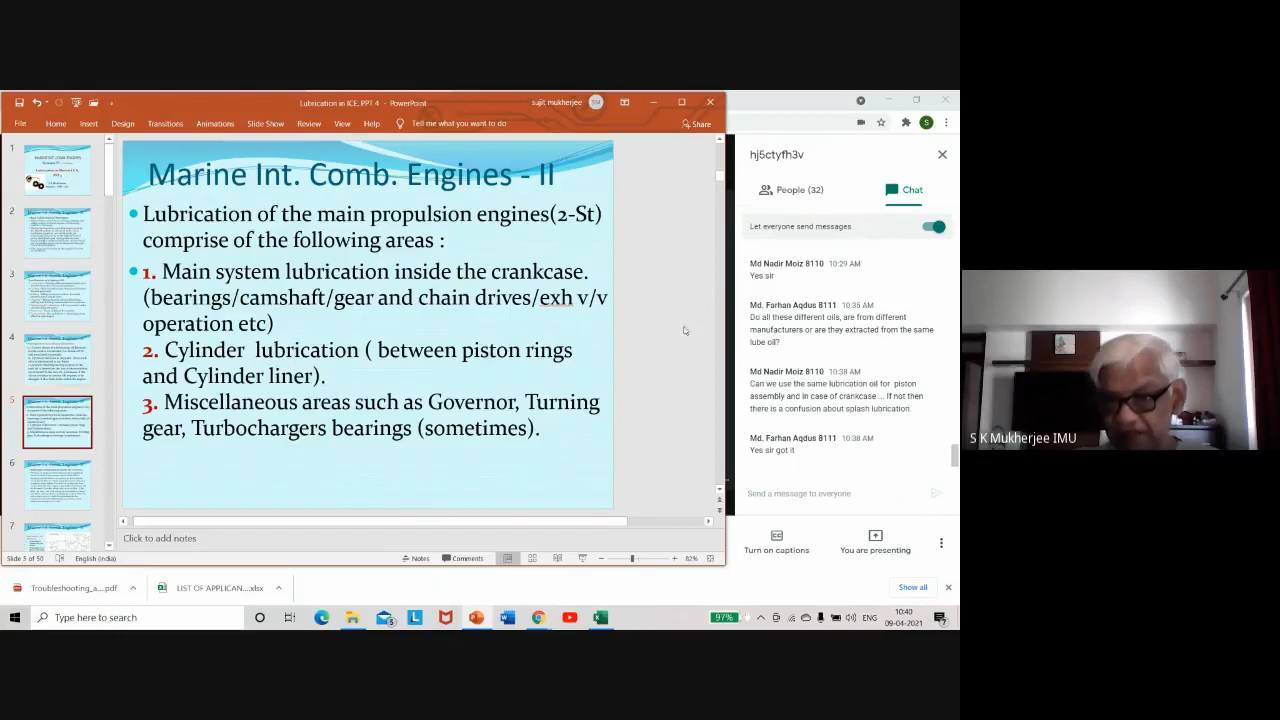 Lubrication in ICE, PPT 4 - PowerPoint
sujit mukherjee
SM
File Home Insert Design Transitions Animations Slide Show Review View Help Tell me what you want to do
Share
1
2
3
4
5
6
7
Marine Int. Comb. Engines - II
Lubrication of the main propulsion engines(2-St)
comprise of the following areas :
1. Main system lubrication inside the crankcase.
(bearings/camshaft/gear and chain drives/exh v/v
operation etc)
2. Cylinder lubrication ( between piston rings
and Cylinder liner).
3. Miscellaneous areas such as Govenor, Turning
gear, Turbochargers bearings (sometimes).
Click to add notes
Slide 5 of 50
English (India)
Notes
Comments
82%
S
hj5ctyfh3v
People (32)
Chat
Let everyone send messages
Md Nadir Moiz 8110 10:29 AM
Yes sir
Md. Farhan Aqdus 8111 10:35 AM
Do all these different oils, are from different
manufacturers or are they extracted from the same
lube oil?
Md Nadir Moiz 8110 10:38 AM
Can we use the same lubrication oil for piston
assembly and in case of crankcase ... If not then
there is a confusion about splash lubrication.
Md. Farhan Aqdus 8111 10:38 AM
Yes sir got it
Send a message to everyone
Turn on captions
You are presenting
Troubleshooting_a....pdf
LIST OF APPLICAN....xlsx
Show all
Type here to search
97%
ENG
10:40
09-04-2021
S K Mukherjee IMU